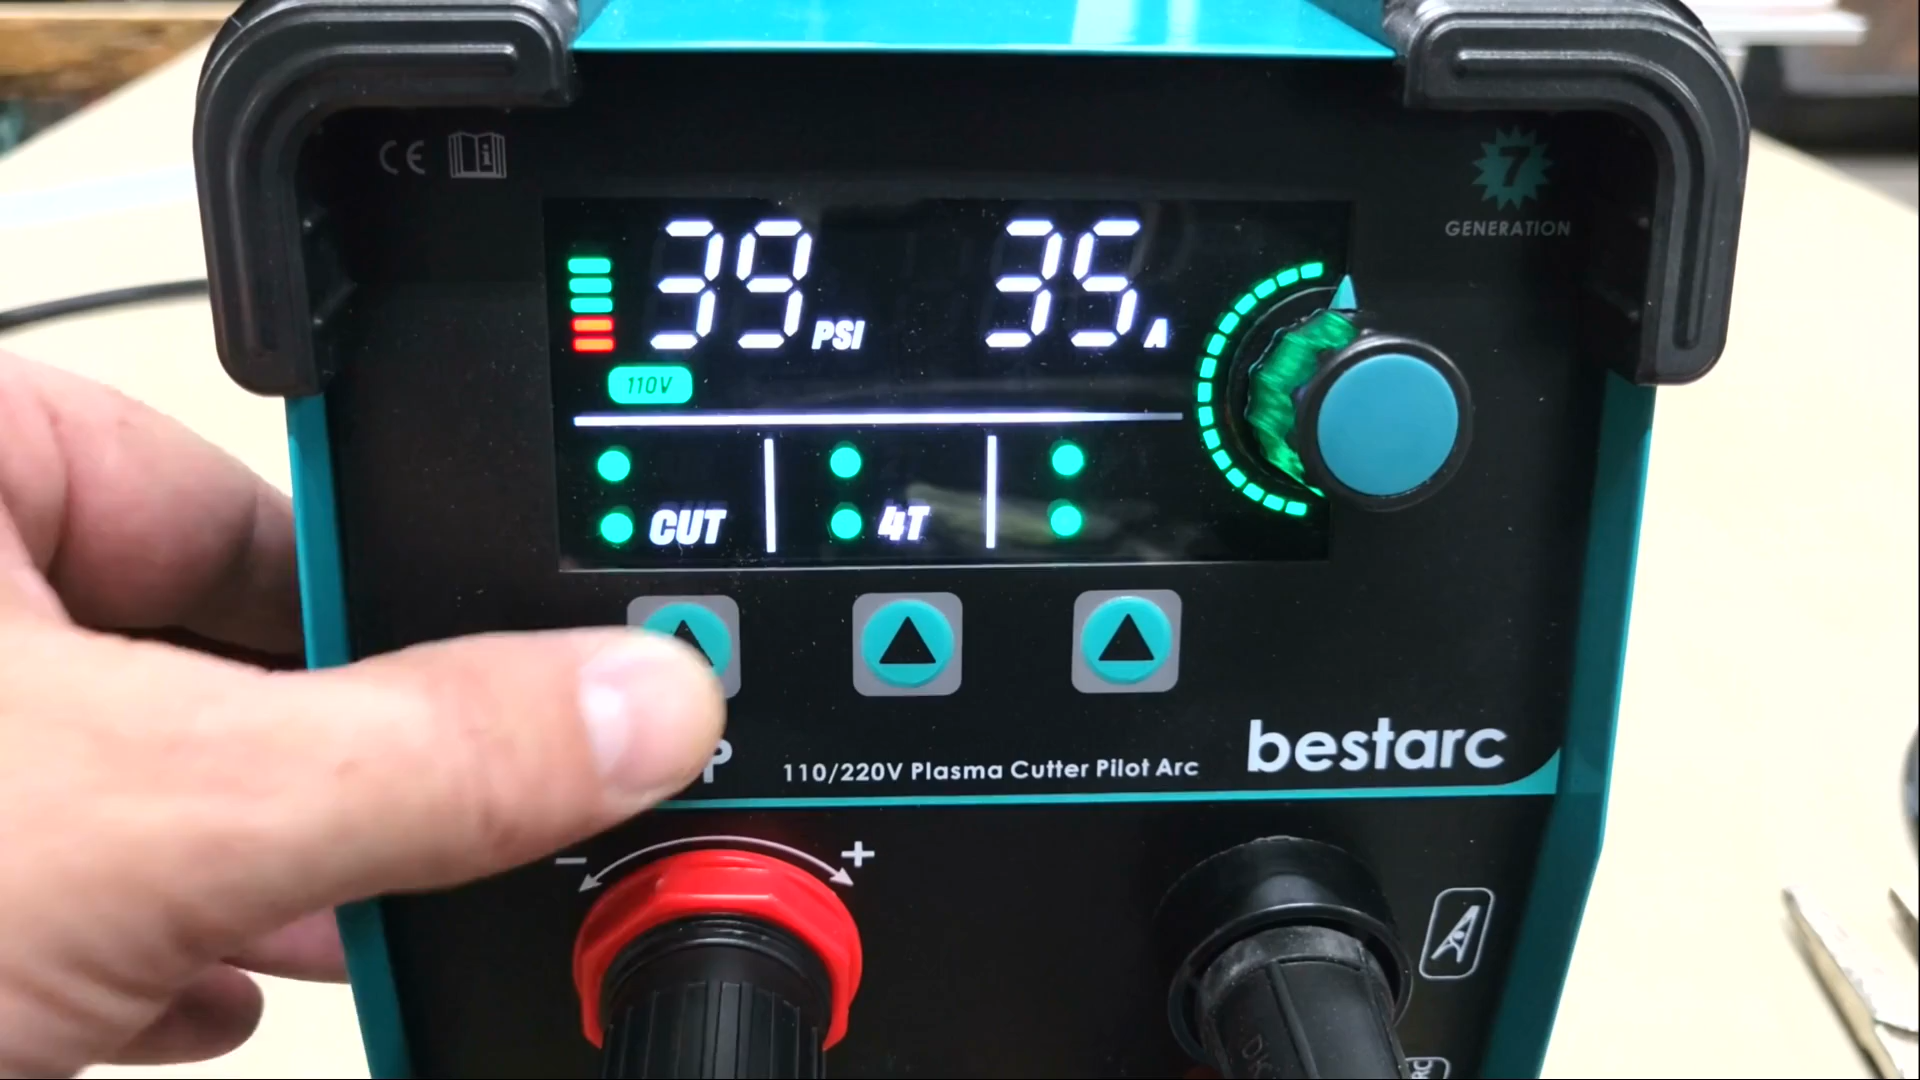 CE
7
GENERATION
39 PSI
35 A
110V
CUT
4T
P
110/220V Plasma Cutter Pilot Arc
bestarc
- +